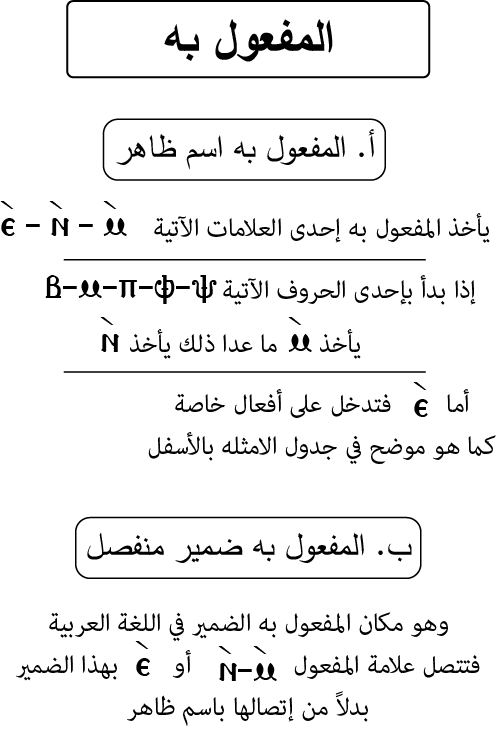 المفعول به
أ. المفعول به اسم ظاهر
يأخذ المفعول به إحدى العلامات الآتية ⲙ̀ – ⲛ̀ – ⲉ̀
إذا بدأ بإحدى الحروف الآتية ⲃ–ⲙ–ⲡ–ⲫ–ⲯ
يأخذ ⲙ̀ ما عدا ذلك يأخذ ⲛ̀
أما ⲉ̀ فتدخل على أفعال خاصة
كما هو موضح في جدول الامثله بالأسفل
ب. المفعول به ضمير منفصل
وهو مكان المفعول به الضمير في اللغة العربية
فتتصل علامة المفعول ⲛ̀–ⲙ̀ أو ⲉ̀ بهذا الضمير
بدلاً من إتصالها باسم ظاهر